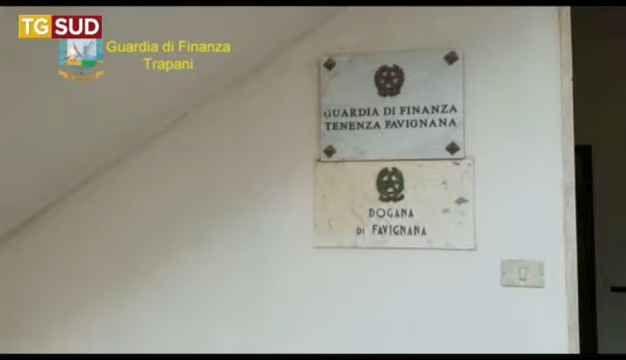 TG SUD
Guardia di Finanza
Trapani
GUARDIA DI FINANZA
TENENZA FAVIGNANA
DOGANA
DI FAVIGNANA